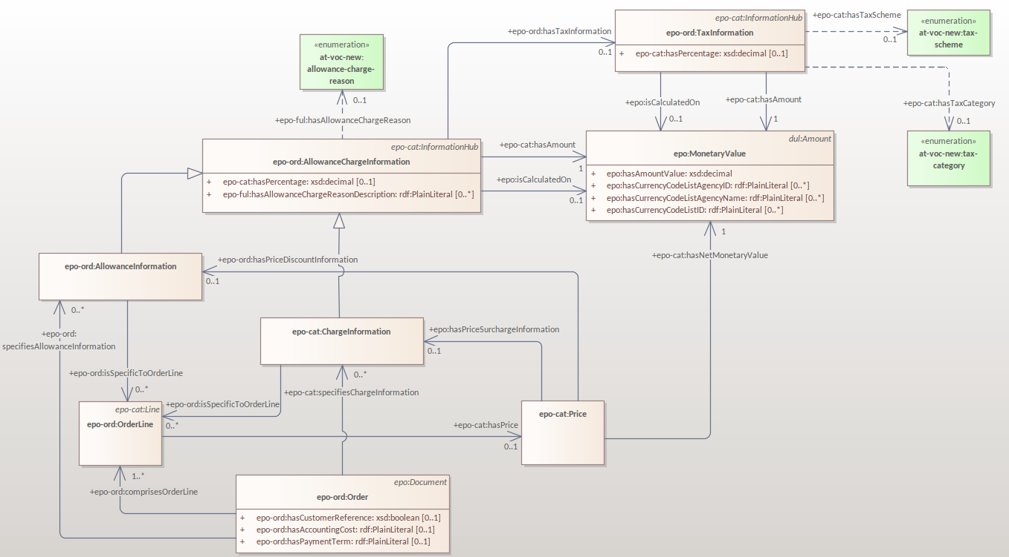 epo-cat:InformationHub
epo-ord:TaxInformation
+ epo-cat:hasPercentage: xsd:decimal [0..1]
+epo-cat:hasTaxScheme
0..1
«enumeration»
at-voc-new:tax-
scheme
+epo-ord:hasTaxInformation
0..1
«enumeration»
at-voc-new:
allowance-charge-
reason
0..1
+epo-ful:hasAllowanceChargeReason
+epo:isCalculatedOn
0..1
+epo-cat:hasAmount
1
+epo-cat:hasTaxCategory
0..1
«enumeration»
at-voc-new:tax-
category
epo-cat:InformationHub
epo-ord:AllowanceChargeInformation
+ epo-cat:hasPercentage: xsd:decimal [0..1]
+ epo-ful:hasAllowanceChargeReasonDescription: rdf:PlainLiteral [0..*]
+epo-cat:hasAmount
1
+epo:isCalculatedOn
0..1
dul:Amount
epo:MonetaryValue
+ epo:hasAmountValue: xsd:decimal
+ epo:hasCurrencyCodeListAgencyID: rdf:PlainLiteral [0..*]
+ epo:hasCurrencyCodeListAgencyName: rdf:PlainLiteral [0..*]
+ epo:hasCurrencyCodeListID: rdf:PlainLiteral [0..*]
1
+epo-cat:hasNetMonetaryValue
epo-ord:AllowanceInformation
+epo-ord:hasPriceDiscountInformation
0..1
0..*
+epo-ord:
specifiesAllowanceInformation
epo-cat:ChargeInformation
+epo:hasPriceSurchargeInformation
0..1
+epo-ord:isSpecificToOrderLine
0..*
0..*
+epo-cat:specifiesChargeInformation
+epo-ord:isSpecificToOrderLine
0..*
epo-cat:Line
epo-ord:OrderLine
+epo-cat:hasPrice
0..1
epo-cat:Price
1..*
+epo-ord:comprisesOrderLine
epo:Document
epo-ord:Order
+ epo-ord:hasCustomerReference: xsd:boolean [0..1]
+ epo-ord:hasAccountingCost: rdf:PlainLiteral [0..1]
+ epo-ord:hasPaymentTerm: rdf:PlainLiteral [0..1]